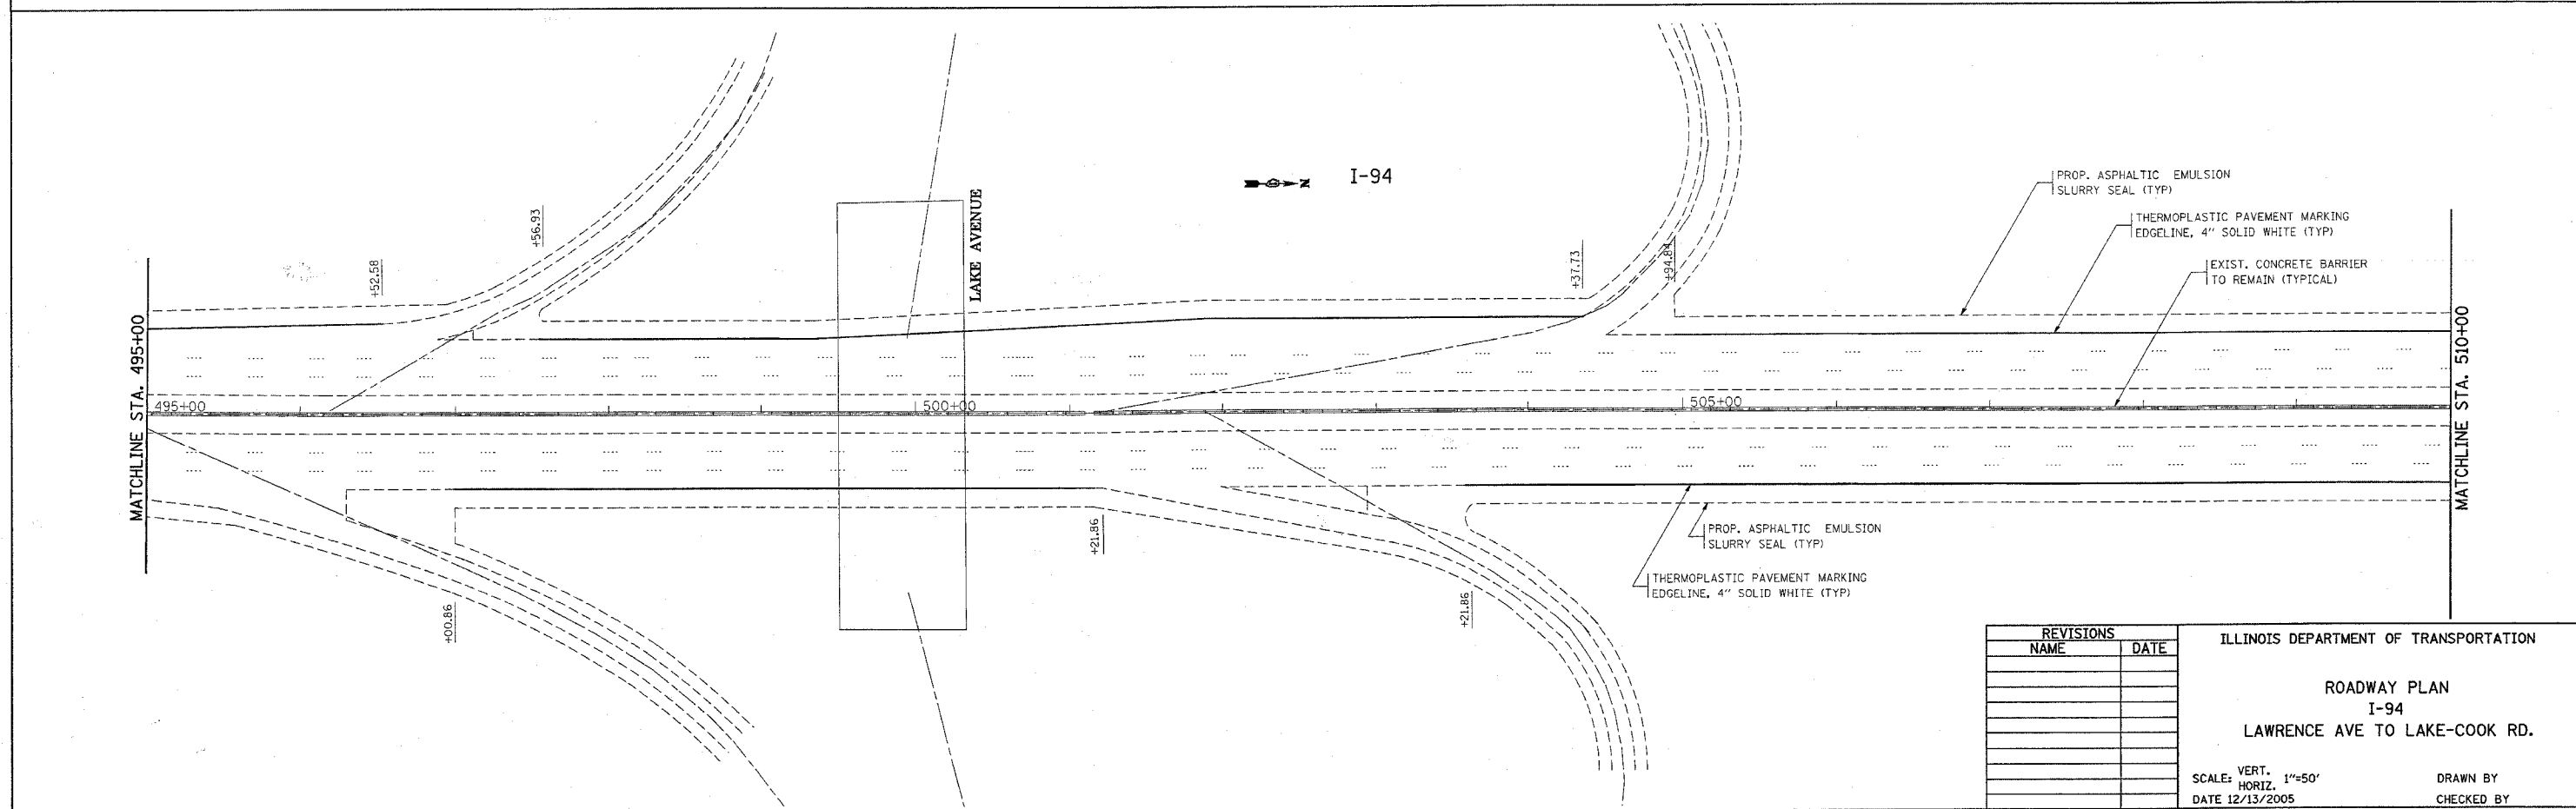 I-94
N
PROP. ASPHALTIC EMULSION
SLURRY SEAL (TYP)
THERMOPLASTIC PAVEMENT MARKING
EDGELINE, 4" SOLID WHITE (TYP)
EXIST. CONCRETE BARRIER
TO REMAIN (TYPICAL)
+52.58
+56.93
LAKE AVENUE
+37.73
+94.84
MATCHLINE STA. 495+00
495+00
500+00
505+00
MATCHLINE STA. 510+00
+00.86
+21.86
+21.86
PROP. ASPHALTIC EMULSION
SLURRY SEAL (TYP)
THERMOPLASTIC PAVEMENT MARKING
EDGELINE, 4" SOLID WHITE (TYP)
REVISIONS
NAME DATE
ILLINOIS DEPARTMENT OF TRANSPORTATION
ROADWAY PLAN
I-94
LAWRENCE AVE TO LAKE-COOK RD.
SCALE: VERT. HORIZ. 1"=50'
DRAWN BY
DATE 12/13/2005
CHECKED BY